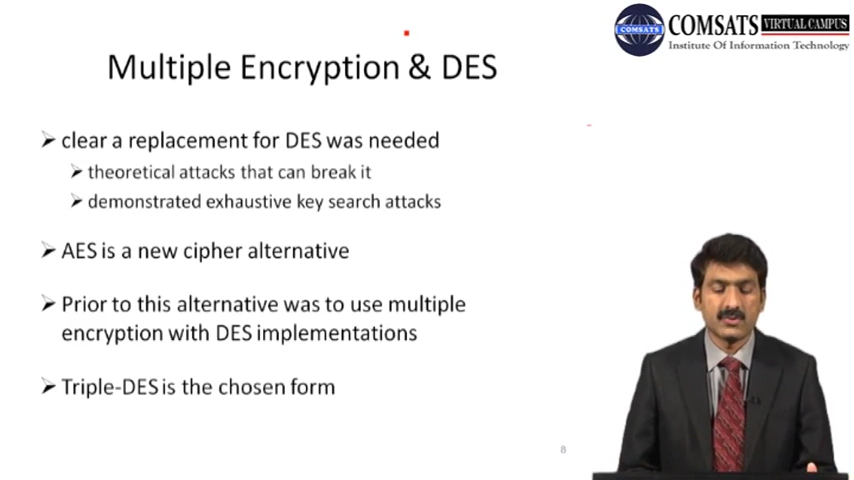 COMSATS VIRTUAL CAMPUS
COMSATS
Institute Of Information Technology
Multiple Encryption & DES
clear a replacement for DES was needed
theoretical attacks that can break it
demonstrated exhaustive key search attacks
AES is a new cipher alternative
Prior to this alternative was to use multiple
encryption with DES implementations
Triple-DES is the chosen form
8